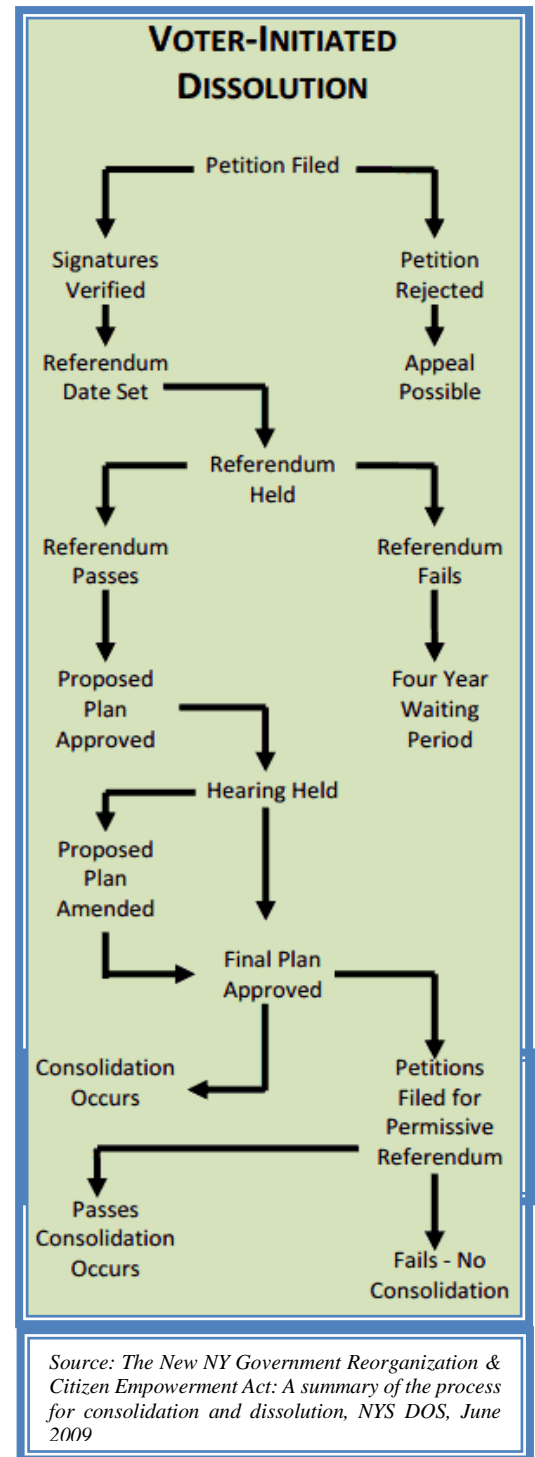 VOTER-INITIATED
DISSOLUTION
Petition Filed
Signatures
Verified
Petition
Rejected
Referendum
Date Set
Appeal
Possible
Referendum
Held
Referendum
Passes
Referendum
Fails
Proposed
Plan
Approved
Four Year
Waiting
Period
Hearing Held
Proposed
Plan
Amended
Final Plan
Approved
Consolidation
Occurs
Petitions
Filed for
Permissive
Referendum
Passes
Consolidation
Occurs
Fails - No
Consolidation
Source: The New NY Government Reorganization &
Citizen Empowerment Act: A summary of the process
for consolidation and dissolution, NYS DOS, June
2009